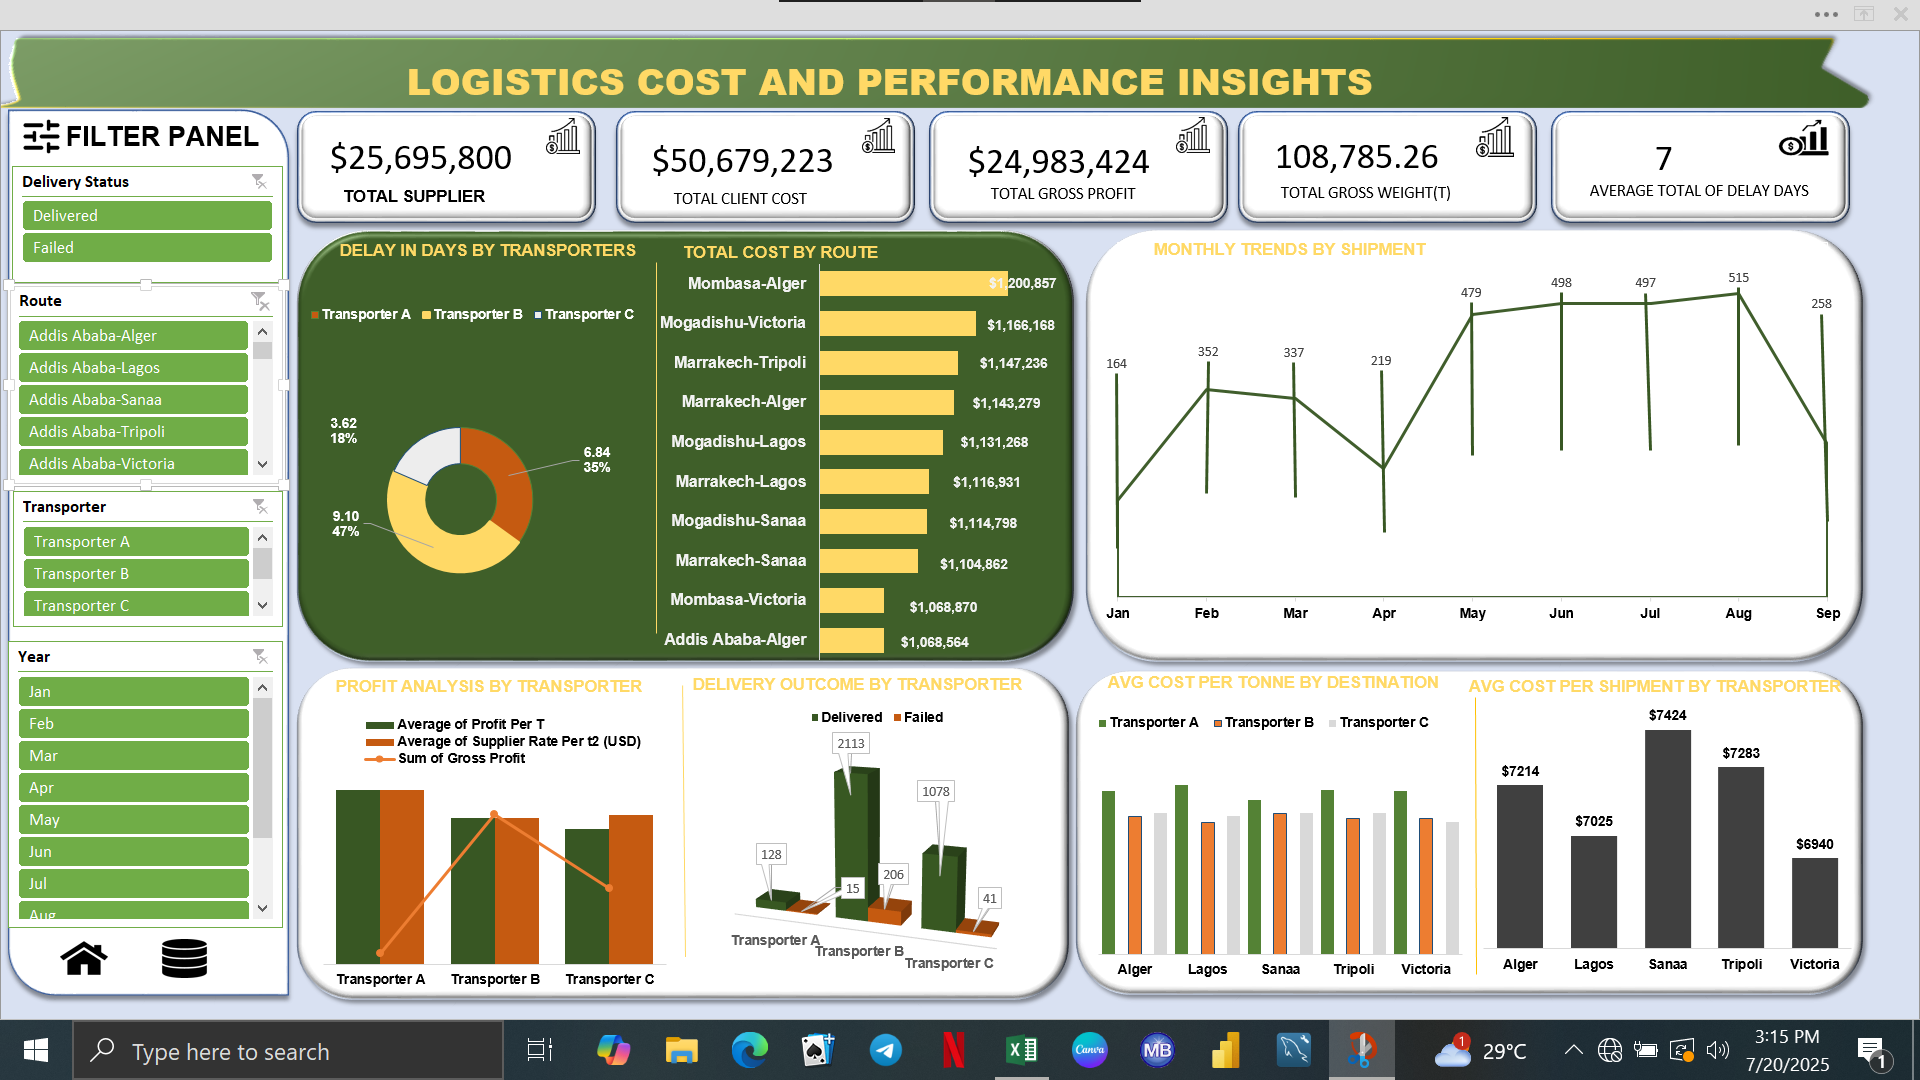 LOGISTICS COST AND PERFORMANCE INSIGHTS
FILTER PANEL
Delivery Status
Delivered
Failed
Route
Addis Ababa-Alger
Addis Ababa-Lagos
Addis Ababa-Sanaa
Addis Ababa-Tripoli
Addis Ababa-Victoria
Transporter
Transporter A
Transporter B
Transporter C
Year
Jan
Feb
Mar
Apr
May
Jun
Jul
Aug
$25,695,800
TOTAL SUPPLIER
$50,679,223
TOTAL CLIENT COST
$24,983,424
TOTAL GROSS PROFIT
108,785.26
TOTAL GROSS WEIGHT(T)
7
AVERAGE TOTAL OF DELAY DAYS
DELAY IN DAYS BY TRANSPORTERS
Transporter A Transporter B Transporter C
3.62
18%
6.84
35%
9.10
47%
TOTAL COST BY ROUTE
Mombasa-Alger $1,200,857
Mogadishu-Victoria $1,166,168
Marrakech-Tripoli $1,147,236
Marrakech-Alger $1,143,279
Mogadishu-Lagos $1,131,268
Marrakech-Lagos $1,116,931
Mogadishu-Sanaa $1,114,798
Marrakech-Sanaa $1,104,862
Mombasa-Victoria $1,068,870
Addis Ababa-Alger $1,068,564
MONTHLY TRENDS BY SHIPMENT
164 352 337 219 479 498 497 515 258
Jan Feb Mar Apr May Jun Jul Aug Sep
PROFIT ANALYSIS BY TRANSPORTER
Average of Profit Per T
Average of Supplier Rate Per t2 (USD)
Sum of Gross Profit
Transporter A Transporter B Transporter C
DELIVERY OUTCOME BY TRANSPORTER
Delivered Failed
2113
1078
128
15
206
41
Transporter A
Transporter B
Transporter C
AVG COST PER TONNE BY DESTINATION
Transporter A Transporter B Transporter C
Alger Lagos Sanaa Tripoli Victoria
AVG COST PER SHIPMENT BY TRANSPORTER
$7214 $7025 $7424 $7283 $6940
Alger Lagos Sanaa Tripoli Victoria
Type here to search
Canva
MB
1
29°C
3:15 PM
7/20/2025
1